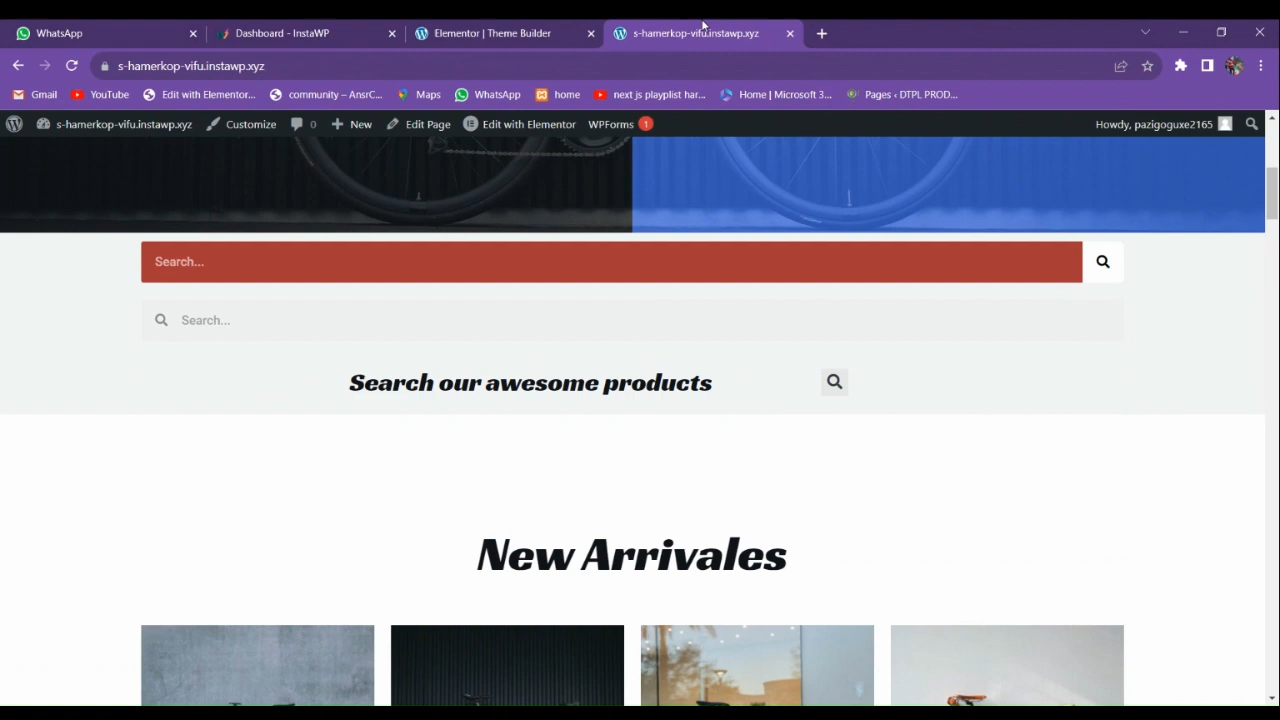 WhatsApp
Dashboard - InstaWP
Elementor | Theme Builder
s-hamerkop-vifu.instawp.xyz
s-hamerkop-vifu.instawp.xyz
Gmail
YouTube
Edit with Elementor...
community – AnsrC...
Maps
WhatsApp
home
next js playplist har...
Home | Microsoft 3...
Pages ‹ DTPL PROD...
s-hamerkop-vifu.instawp.xyz
Customize
0
New
Edit Page
Edit with Elementor
WPForms 1
Howdy, pazigoguxe2165
Search...
Search...
Search our awesome products
New Arrivales